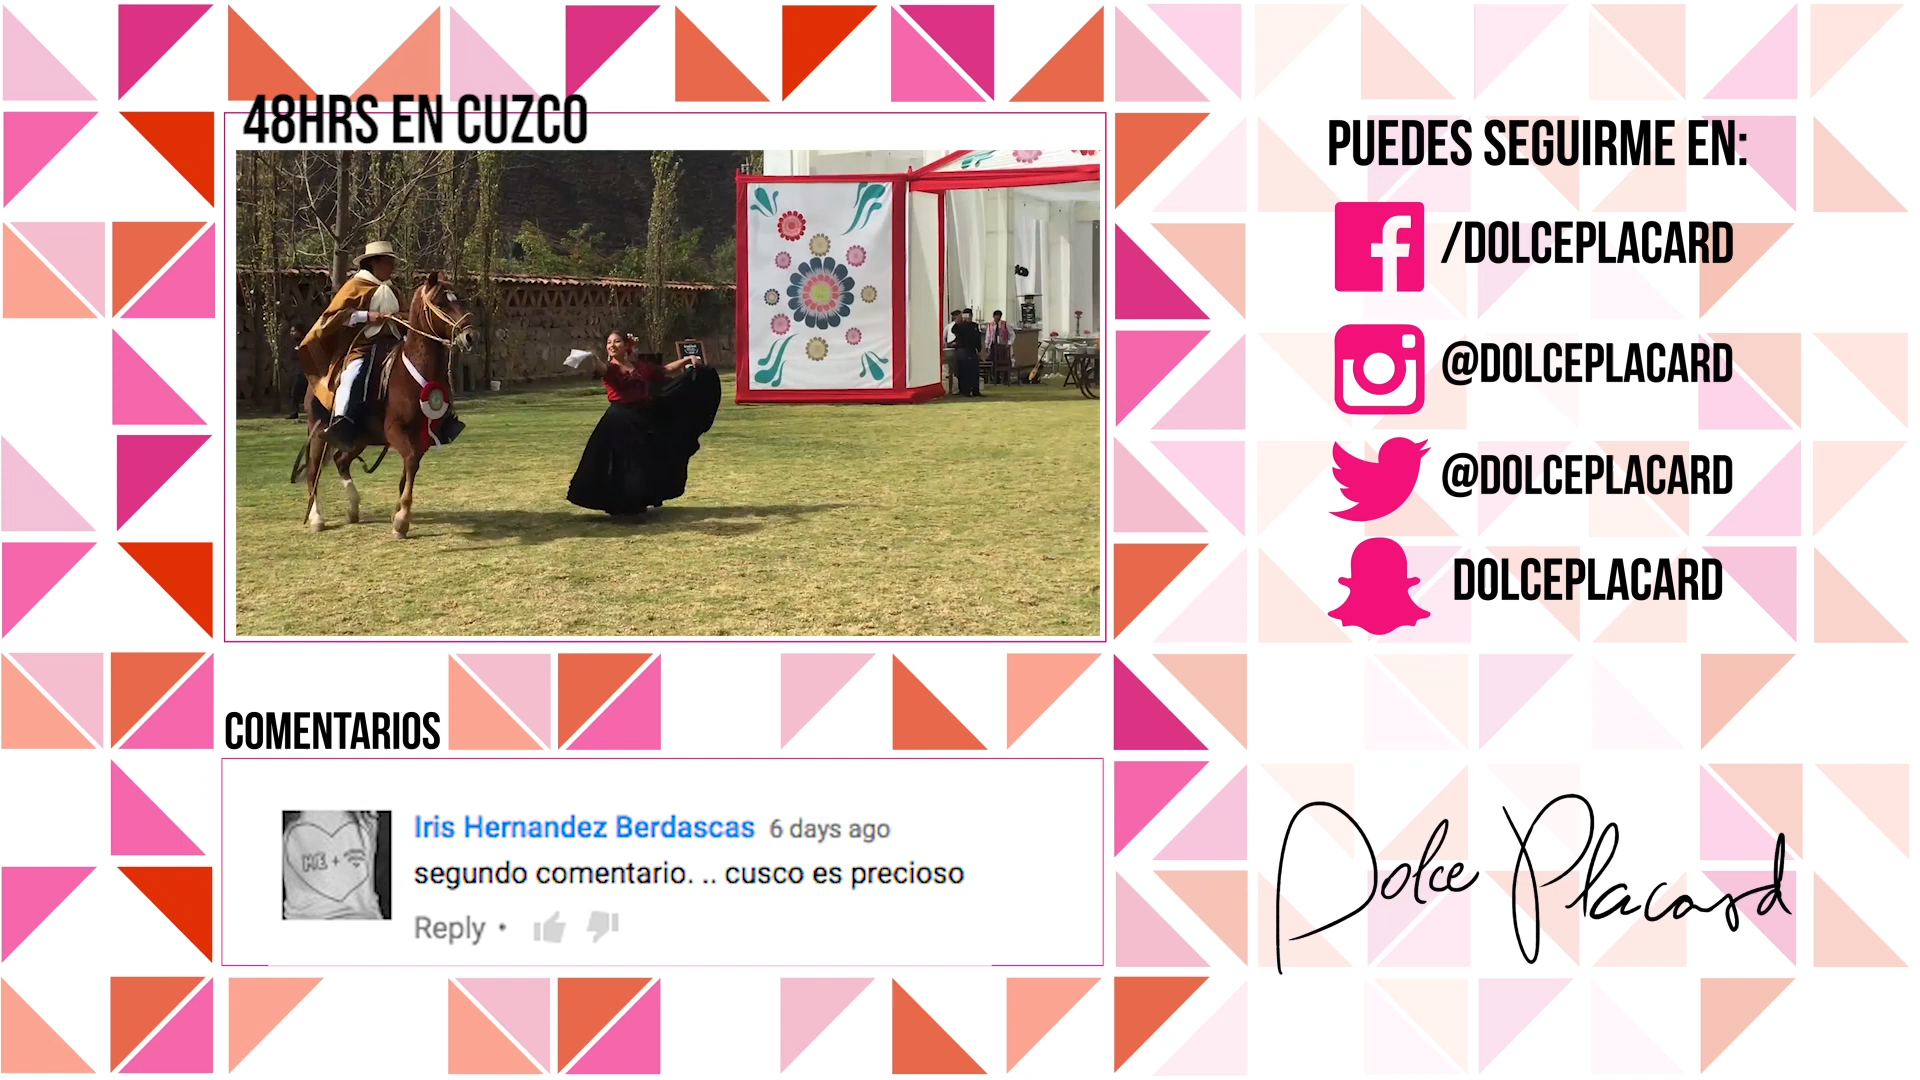 48HRS EN CUZCO
PUEDES SEGUIRME EN:
/DOLCEPLACARD
@DOLCEPLACARD
@DOLCEPLACARD
DOLCEPLACARD
COMENTARIOS
Iris Hernandez Berdascas 6 days ago
segundo comentario. .. cusco es precioso
Reply •
ME +
Dolce Placard